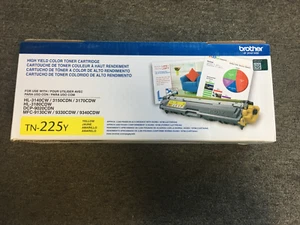 brother
HIGH YIELD COLOR TONER CARTRIDGE
CARTOUCHE DE TONER COULEUR À HAUT RENDEMENT
CARTUCHO DE TÓNER A COLOR DE ALTO RENDIMIENTO
CARTUCHO DE TONER COLORIDO DE ALTO RENDIMENTO
HL-3140CW / 3150CDN / 3170CDW
HL-3180CDW
DCP-9020CDN
MFC-9130CW / 9330CDW / 9340CDW
TN-225Y
YELLOW
JAUNE
AMARILLO
AMARELO